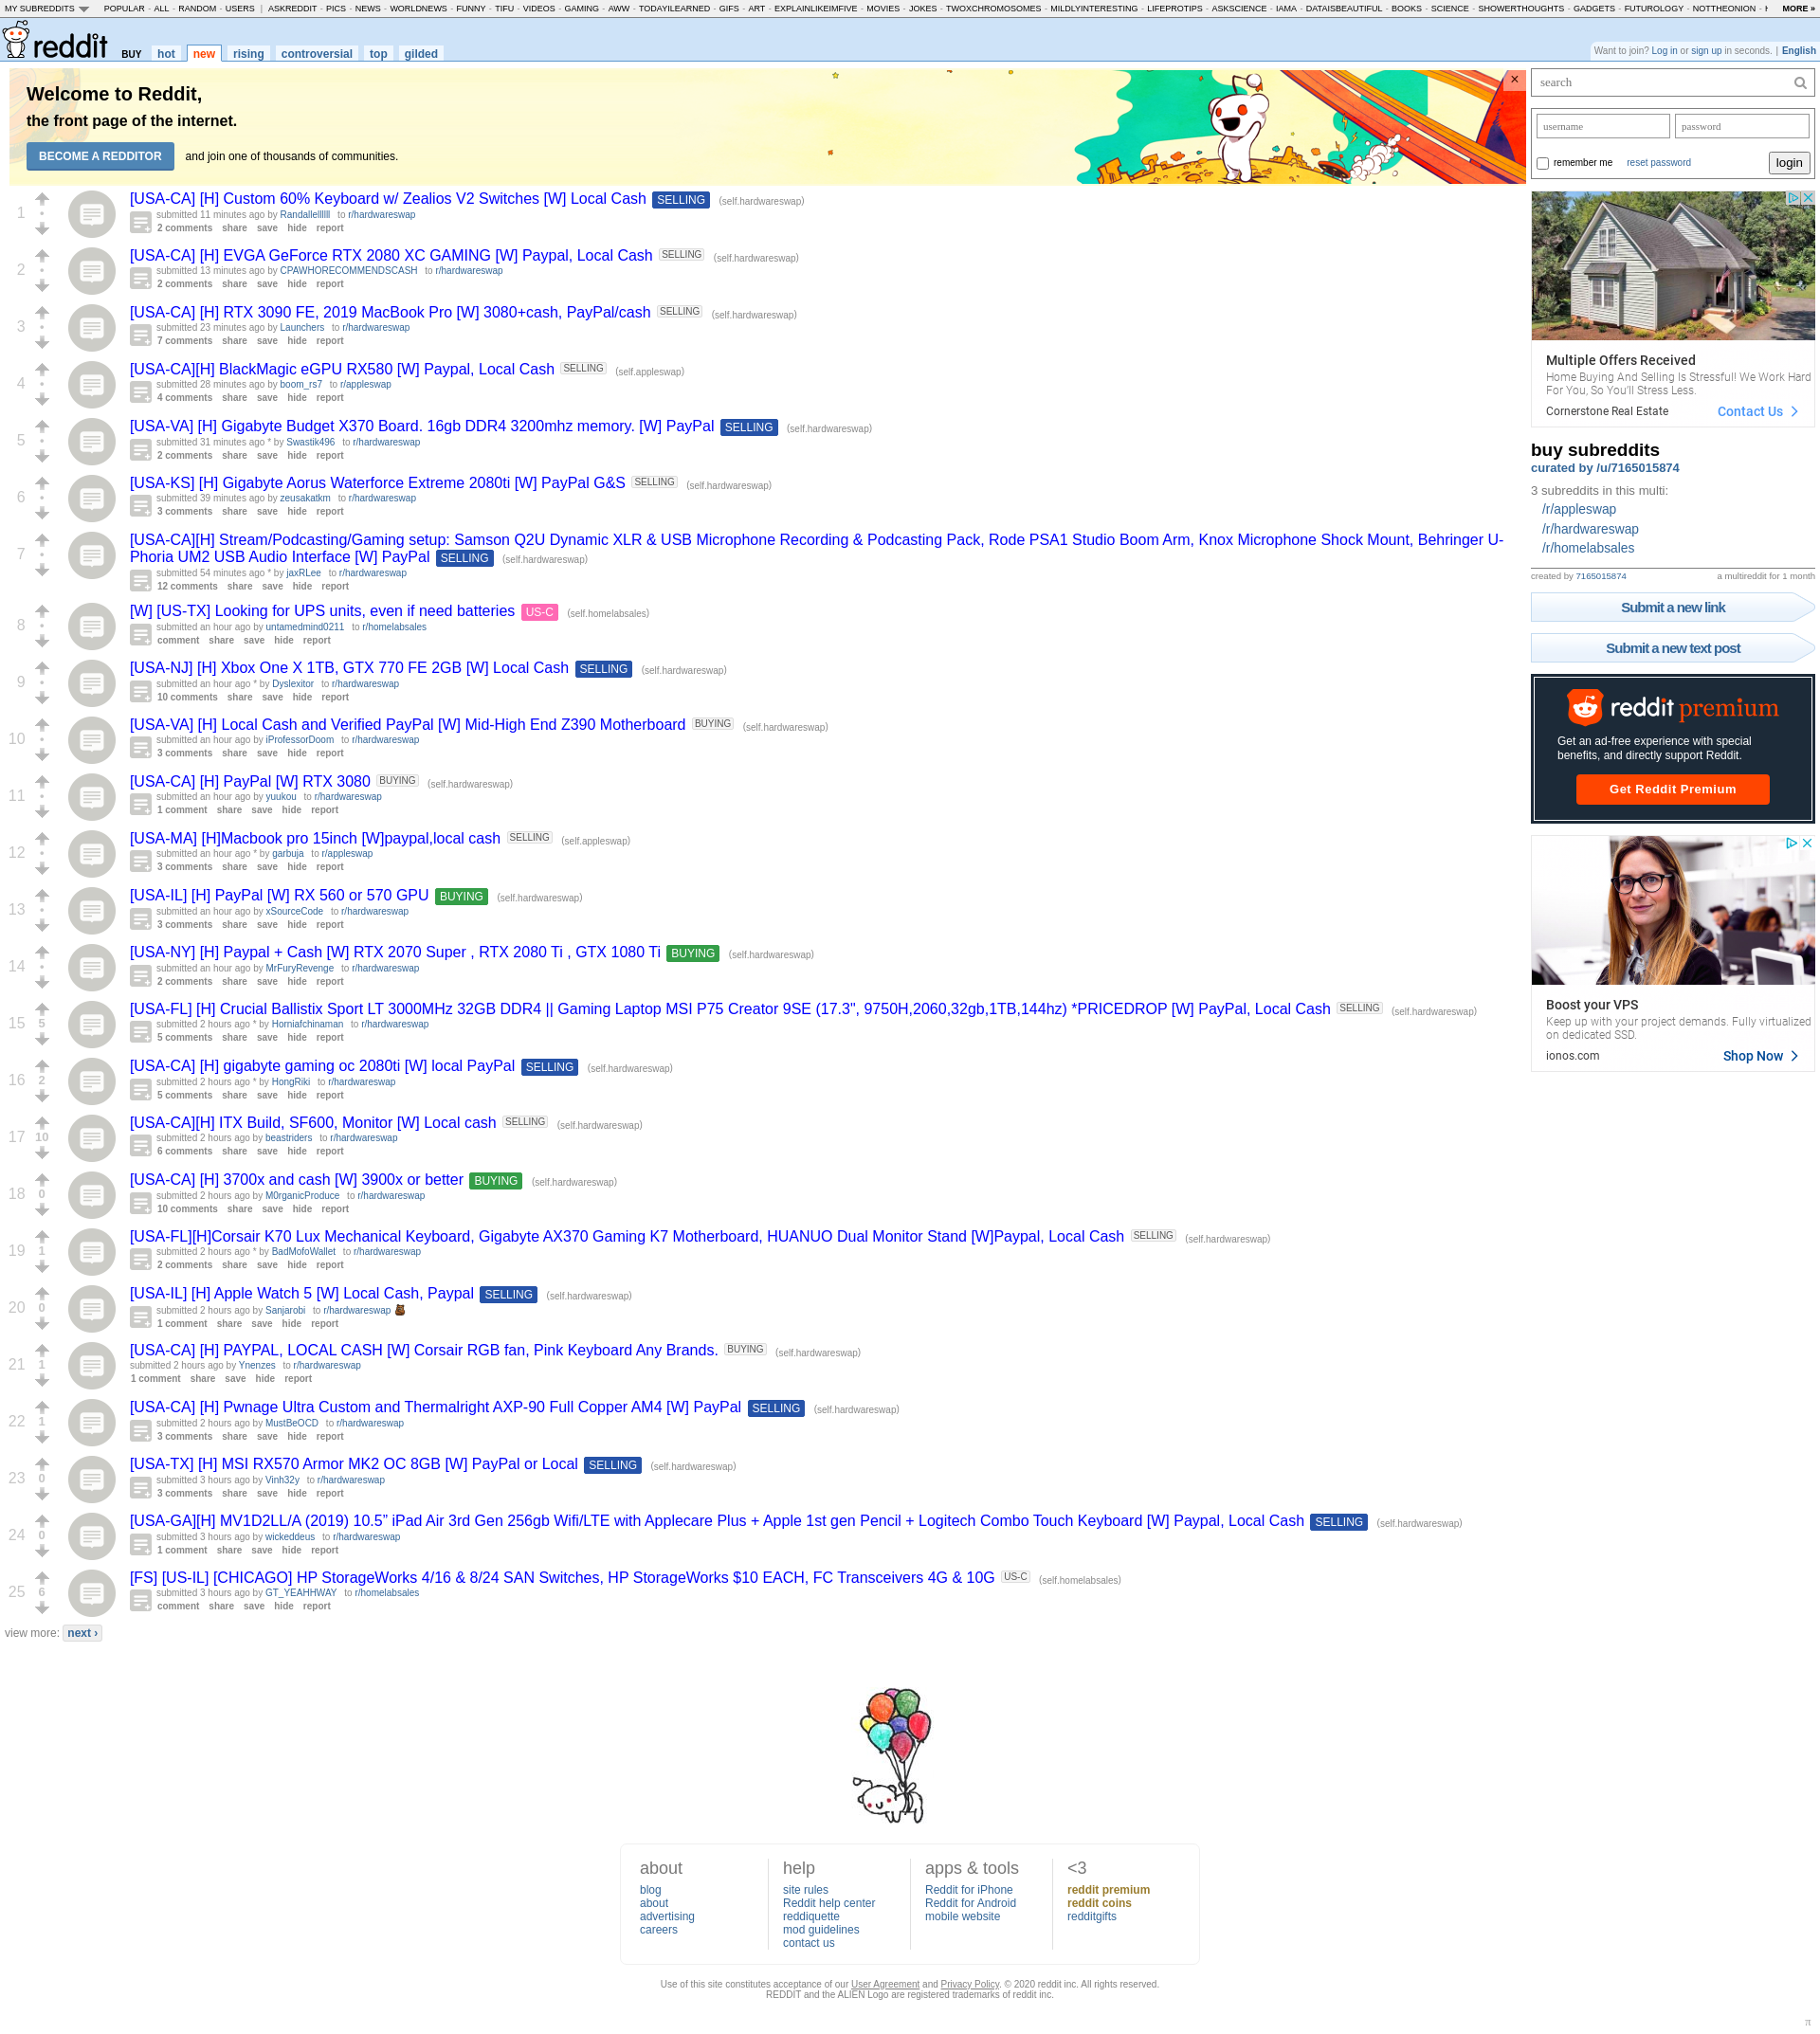 MY SUBREDDITS POPULAR - ALL - RANDOM - USERS | ASKREDDIT - PICS - NEWS - WORLDNEWS - FUNNY - TIFU - VIDEOS - GAMING - AWW - TODAYILEARNED - GIFS - ART - EXPLAINLIKEIMFIVE - MOVIES - JOKES - TWOXCHROMOSOMES - MILDLYINTERESTING - LIFEPROTIPS - ASKSCIENCE - IAMA - DATAISBEAUTIFUL - BOOKS - SCIENCE - SHOWERTHOUGHTS - GADGETS - FUTUROLOGY - NOTTHEONION - MORE »
reddit BUY hot new rising controversial top gilded
Want to join? Log in or sign up in seconds. | English
Welcome to Reddit,
the front page of the internet.
BECOME A REDDITOR and join one of thousands of communities.
×
1
[USA-CA] [H] Custom 60% Keyboard w/ Zealios V2 Switches [W] Local Cash SELLING (self.hardwareswap)
submitted 11 minutes ago by Randallellllll to r/hardwareswap
2 comments share save hide report
2
[USA-CA] [H] EVGA GeForce RTX 2080 XC GAMING [W] Paypal, Local Cash SELLING (self.hardwareswap)
submitted 13 minutes ago by CPAWHORECOMMENDSCASH to r/hardwareswap
2 comments share save hide report
3
[USA-CA] [H] RTX 3090 FE, 2019 MacBook Pro [W] 3080+cash, PayPal/cash SELLING (self.hardwareswap)
submitted 23 minutes ago by Launchers to r/hardwareswap
7 comments share save hide report
4
[USA-CA][H] BlackMagic eGPU RX580 [W] Paypal, Local Cash SELLING (self.appleswap)
submitted 28 minutes ago by boom_rs7 to r/appleswap
4 comments share save hide report
5
[USA-VA] [H] Gigabyte Budget X370 Board. 16gb DDR4 3200mhz memory. [W] PayPal SELLING (self.hardwareswap)
submitted 31 minutes ago * by Swastik496 to r/hardwareswap
2 comments share save hide report
6
[USA-KS] [H] Gigabyte Aorus Waterforce Extreme 2080ti [W] PayPal G&S SELLING (self.hardwareswap)
submitted 39 minutes ago by zeusakatkm to r/hardwareswap
3 comments share save hide report
7
[USA-CA][H] Stream/Podcasting/Gaming setup: Samson Q2U Dynamic XLR & USB Microphone Recording & Podcasting Pack, Rode PSA1 Studio Boom Arm, Knox Microphone Shock Mount, Behringer U-
Phoria UM2 USB Audio Interface [W] PayPal SELLING (self.hardwareswap)
submitted 54 minutes ago * by jaxRLee to r/hardwareswap
12 comments share save hide report
8
[W] [US-TX] Looking for UPS units, even if need batteries US-C (self.homelabsales)
submitted an hour ago by untamedmind0211 to r/homelabsales
comment share save hide report
9
[USA-NJ] [H] Xbox One X 1TB, GTX 770 FE 2GB [W] Local Cash SELLING (self.hardwareswap)
submitted an hour ago * by Dyslexitor to r/hardwareswap
10 comments share save hide report
10
[USA-VA] [H] Local Cash and Verified PayPal [W] Mid-High End Z390 Motherboard BUYING (self.hardwareswap)
submitted an hour ago by iProfessorDoom to r/hardwareswap
3 comments share save hide report
11
[USA-CA] [H] PayPal [W] RTX 3080 BUYING (self.hardwareswap)
submitted an hour ago by yuukou to r/hardwareswap
1 comment share save hide report
12
[USA-MA] [H]Macbook pro 15inch [W]paypal,local cash SELLING (self.appleswap)
submitted an hour ago * by garbuja to r/appleswap
3 comments share save hide report
13
[USA-IL] [H] PayPal [W] RX 560 or 570 GPU BUYING (self.hardwareswap)
submitted an hour ago by xSourceCode to r/hardwareswap
3 comments share save hide report
14
[USA-NY] [H] Paypal + Cash [W] RTX 2070 Super , RTX 2080 Ti , GTX 1080 Ti BUYING (self.hardwareswap)
submitted an hour ago by MrFuryRevenge to r/hardwareswap
2 comments share save hide report
15 5
[USA-FL] [H] Crucial Ballistix Sport LT 3000MHz 32GB DDR4 || Gaming Laptop MSI P75 Creator 9SE (17.3", 9750H,2060,32gb,1TB,144hz) *PRICEDROP [W] PayPal, Local Cash SELLING (self.hardwareswap)
submitted 2 hours ago * by Horniafchinaman to r/hardwareswap
5 comments share save hide report
16 2
[USA-CA] [H] gigabyte gaming oc 2080ti [W] local PayPal SELLING (self.hardwareswap)
submitted 2 hours ago * by HongRiki to r/hardwareswap
5 comments share save hide report
17 10
[USA-CA][H] ITX Build, SF600, Monitor [W] Local cash SELLING (self.hardwareswap)
submitted 2 hours ago by beastriders to r/hardwareswap
6 comments share save hide report
18 0
[USA-CA] [H] 3700x and cash [W] 3900x or better BUYING (self.hardwareswap)
submitted 2 hours ago by M0rganicProduce to r/hardwareswap
10 comments share save hide report
19 1
[USA-FL][H]Corsair K70 Lux Mechanical Keyboard, Gigabyte AX370 Gaming K7 Motherboard, HUANUO Dual Monitor Stand [W]Paypal, Local Cash SELLING (self.hardwareswap)
submitted 2 hours ago * by BadMofoWallet to r/hardwareswap
2 comments share save hide report
20 0
[USA-IL] [H] Apple Watch 5 [W] Local Cash, Paypal SELLING (self.hardwareswap)
submitted 2 hours ago by Sanjarobi to r/hardwareswap
1 comment share save hide report
21 1
[USA-CA] [H] PAYPAL, LOCAL CASH [W] Corsair RGB fan, Pink Keyboard Any Brands. BUYING (self.hardwareswap)
submitted 2 hours ago by Ynenzes to r/hardwareswap
1 comment share save hide report
22 1
[USA-CA] [H] Pwnage Ultra Custom and Thermalright AXP-90 Full Copper AM4 [W] PayPal SELLING (self.hardwareswap)
submitted 2 hours ago by MustBeOCD to r/hardwareswap
3 comments share save hide report
23 0
[USA-TX] [H] MSI RX570 Armor MK2 OC 8GB [W] PayPal or Local SELLING (self.hardwareswap)
submitted 3 hours ago by Vinh32y to r/hardwareswap
3 comments share save hide report
24 0
[USA-GA][H] MV1D2LL/A (2019) 10.5” iPad Air 3rd Gen 256gb Wifi/LTE with Applecare Plus + Apple 1st gen Pencil + Logitech Combo Touch Keyboard [W] Paypal, Local Cash SELLING (self.hardwareswap)
submitted 3 hours ago by wickeddeus to r/hardwareswap
1 comment share save hide report
25 6
[FS] [US-IL] [CHICAGO] HP StorageWorks 4/16 & 8/24 SAN Switches, HP StorageWorks $10 EACH, FC Transceivers 4G & 10G US-C (self.homelabsales)
submitted 3 hours ago by GT_YEAHHWAY to r/homelabsales
comment share save hide report
view more: next ›
search
username password
remember me reset password login
Multiple Offers Received
Home Buying And Selling Is Stressful! We Work Hard
For You, So You'll Stress Less.
Cornerstone Real Estate Contact Us
buy subreddits
curated by /u/7165015874
3 subreddits in this multi:
/r/appleswap
/r/hardwareswap
/r/homelabsales
created by 7165015874 a multireddit for 1 month
Submit a new link
Submit a new text post
reddit premium
Get an ad-free experience with special
benefits, and directly support Reddit.
Get Reddit Premium
Boost your VPS
Keep up with your project demands. Fully virtualized
on dedicated SSD.
ionos.com Shop Now
about
blog
about
advertising
careers
help
site rules
Reddit help center
reddiquette
mod guidelines
contact us
apps & tools
Reddit for iPhone
Reddit for Android
mobile website
<3
reddit premium
reddit coins
redditgifts
Use of this site constitutes acceptance of our User Agreement and Privacy Policy. © 2020 reddit inc. All rights reserved.
REDDIT and the ALIEN Logo are registered trademarks of reddit inc.
π